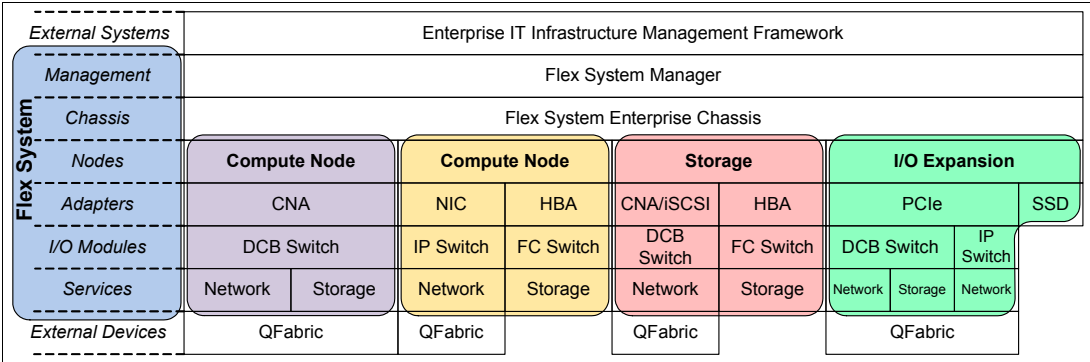 External Systems
Enterprise IT Infrastructure Management Framework
Flex System
Management
Flex System Manager
Chassis
Flex System Enterprise Chassis
Nodes
Compute Node
Compute Node
Storage
I/O Expansion
Adapters
CNA
NIC
HBA
CNA/iSCSI
HBA
PCIe
SSD
I/O Modules
DCB Switch
IP Switch
FC Switch
DCB
Switch
FC Switch
DCB Switch
IP
Switch
Services
Network
Storage
Network
Storage
Network
Storage
Network
Storage
Network
External Devices
QFabric
QFabric
QFabric
QFabric